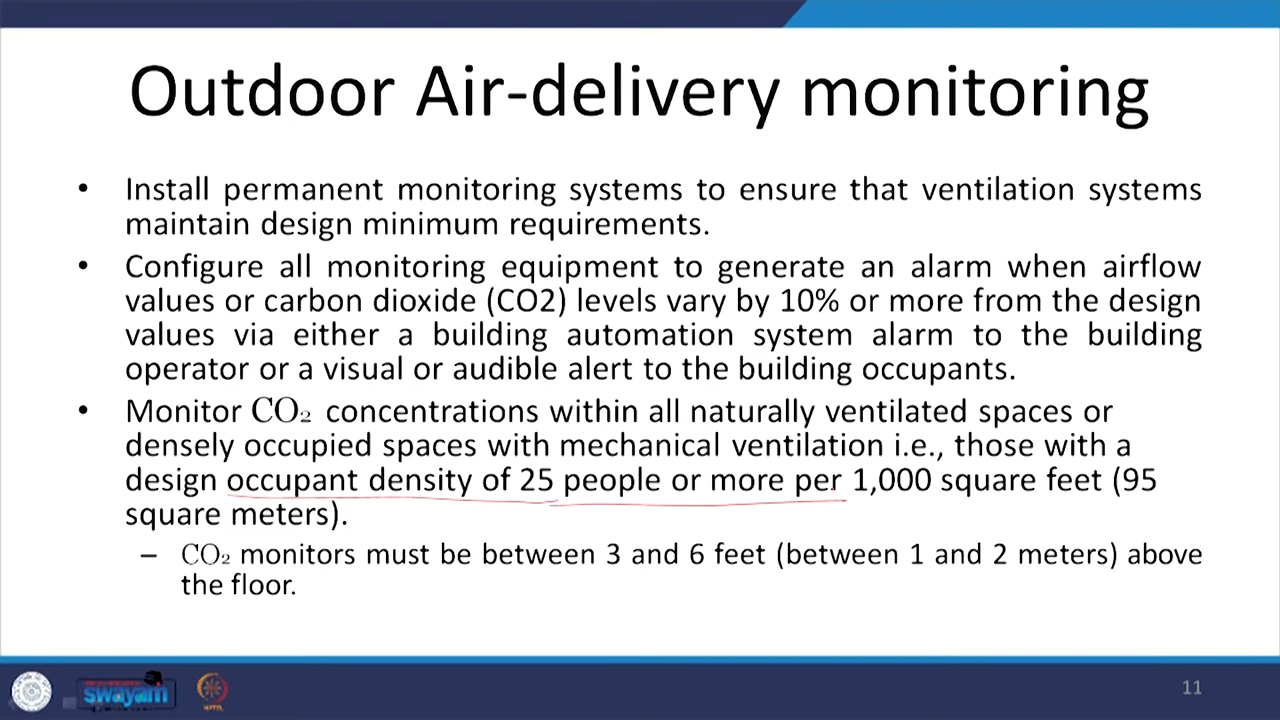 Outdoor Air-delivery monitoring
• Install permanent monitoring systems to ensure that ventilation systems
maintain design minimum requirements.
• Configure all monitoring equipment to generate an alarm when airflow
values or carbon dioxide (CO2) levels vary by 10% or more from the design
values via either a building automation system alarm to the building
operator or a visual or audible alert to the building occupants.
• Monitor CO₂ concentrations within all naturally ventilated spaces or
densely occupied spaces with mechanical ventilation i.e., those with a
design occupant density of 25 people or more per 1,000 square feet (95
square meters).
– CO₂ monitors must be between 3 and 6 feet (between 1 and 2 meters) above
the floor.
swayam
11